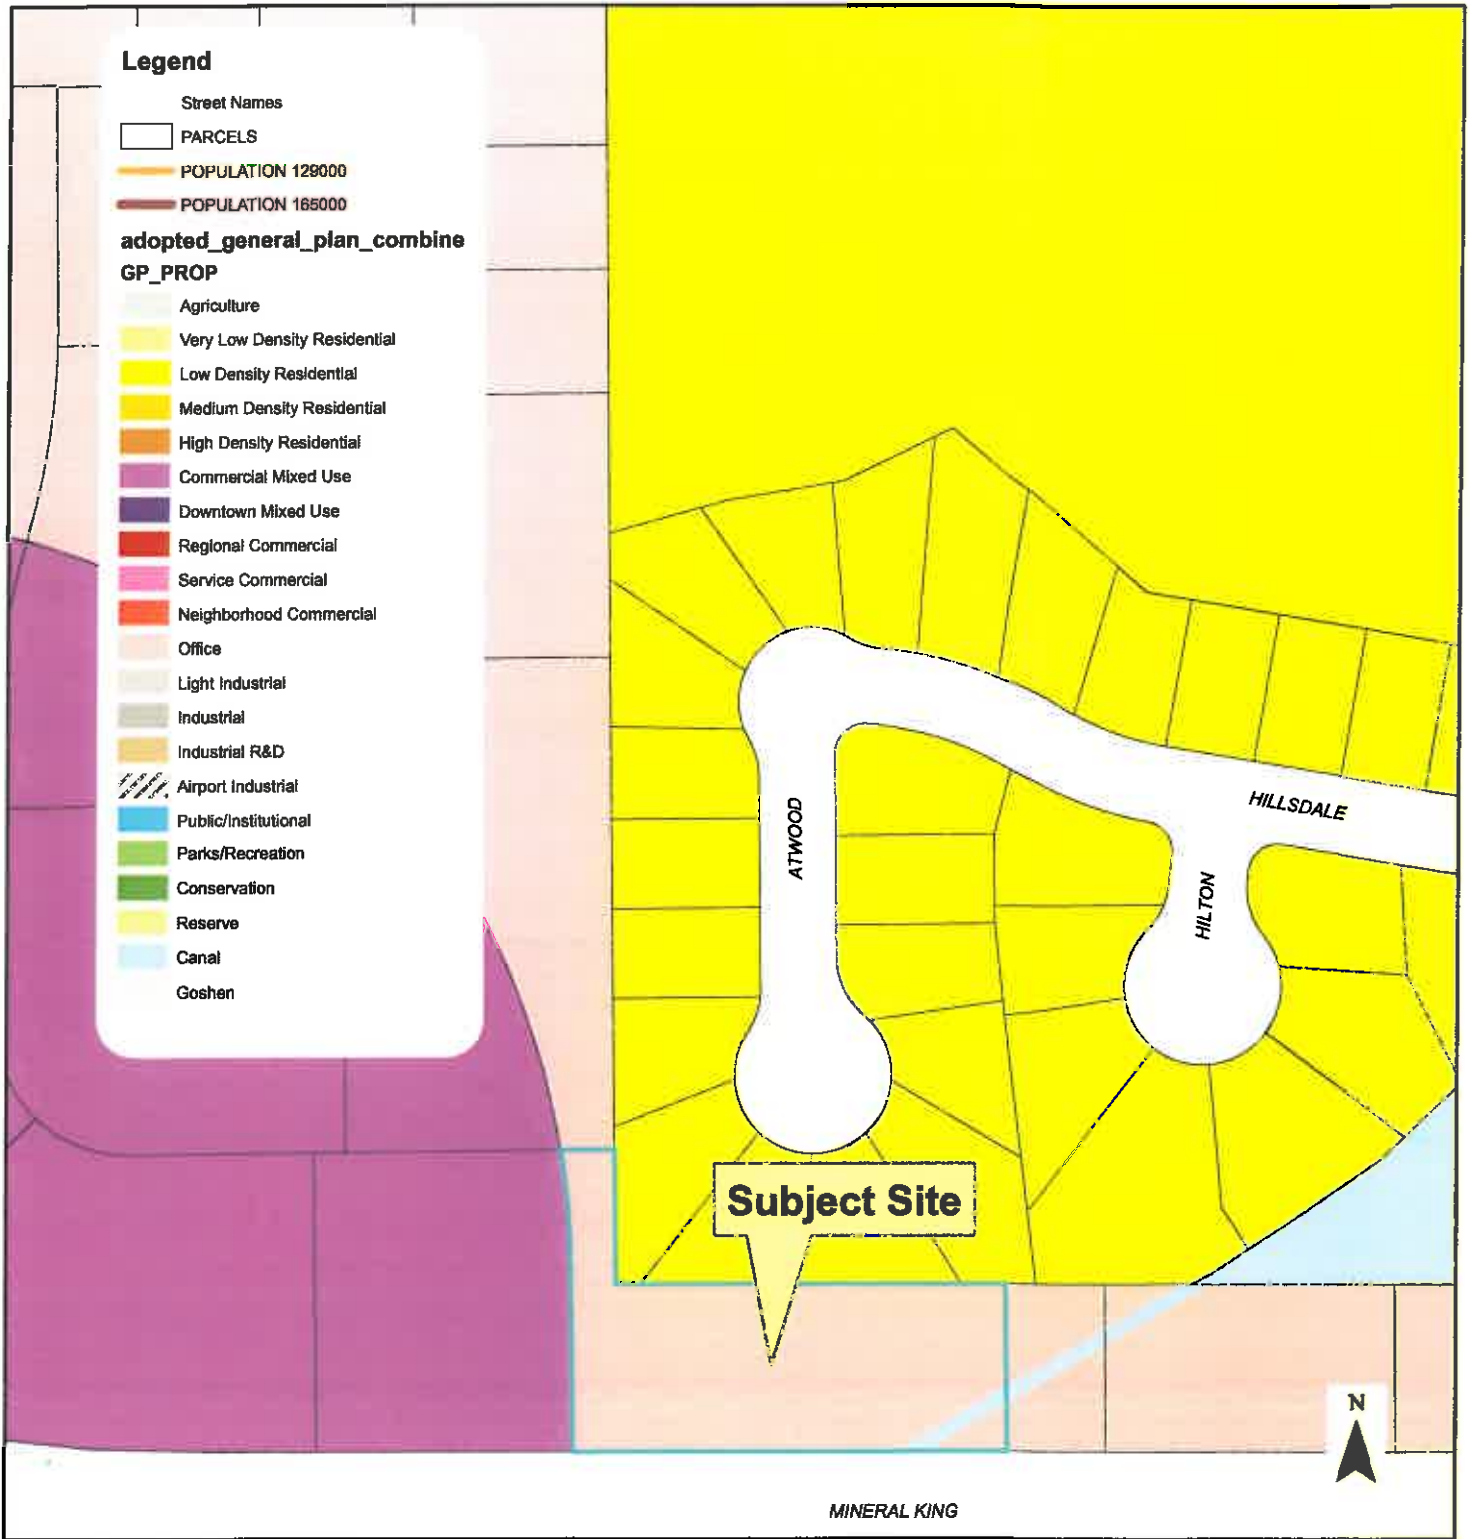 Legend
Street Names
PARCELS
POPULATION 129000
POPULATION 165000
adopted_general_plan_combine
GP_PROP
Agriculture
Very Low Density Residential
Low Density Residential
Medium Density Residential
High Density Residential
Commercial Mixed Use
Downtown Mixed Use
Regional Commercial
Service Commercial
Neighborhood Commercial
Office
Light Industrial
Industrial
Industrial R&D
Airport Industrial
Public/Institutional
Parks/Recreation
Conservation
Reserve
Canal
Goshen
HILLSDALE
ATWOOD
HILTON
Subject Site
N
MINERAL KING